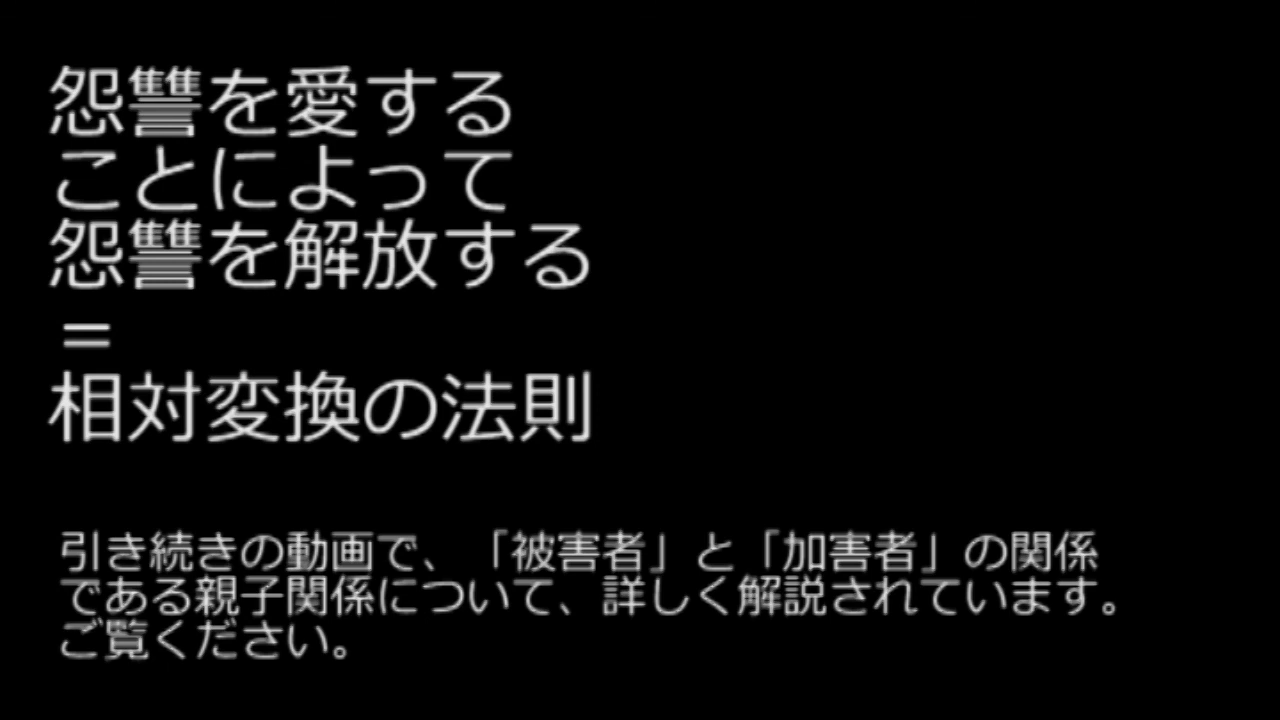 怨讐を愛する
ことによって
怨讐を解放する
=
相対変換の法則
引き続きの動画で、「被害者」と「加害者」の関係
である親子関係について、詳しく解説されています。
ご覧ください。